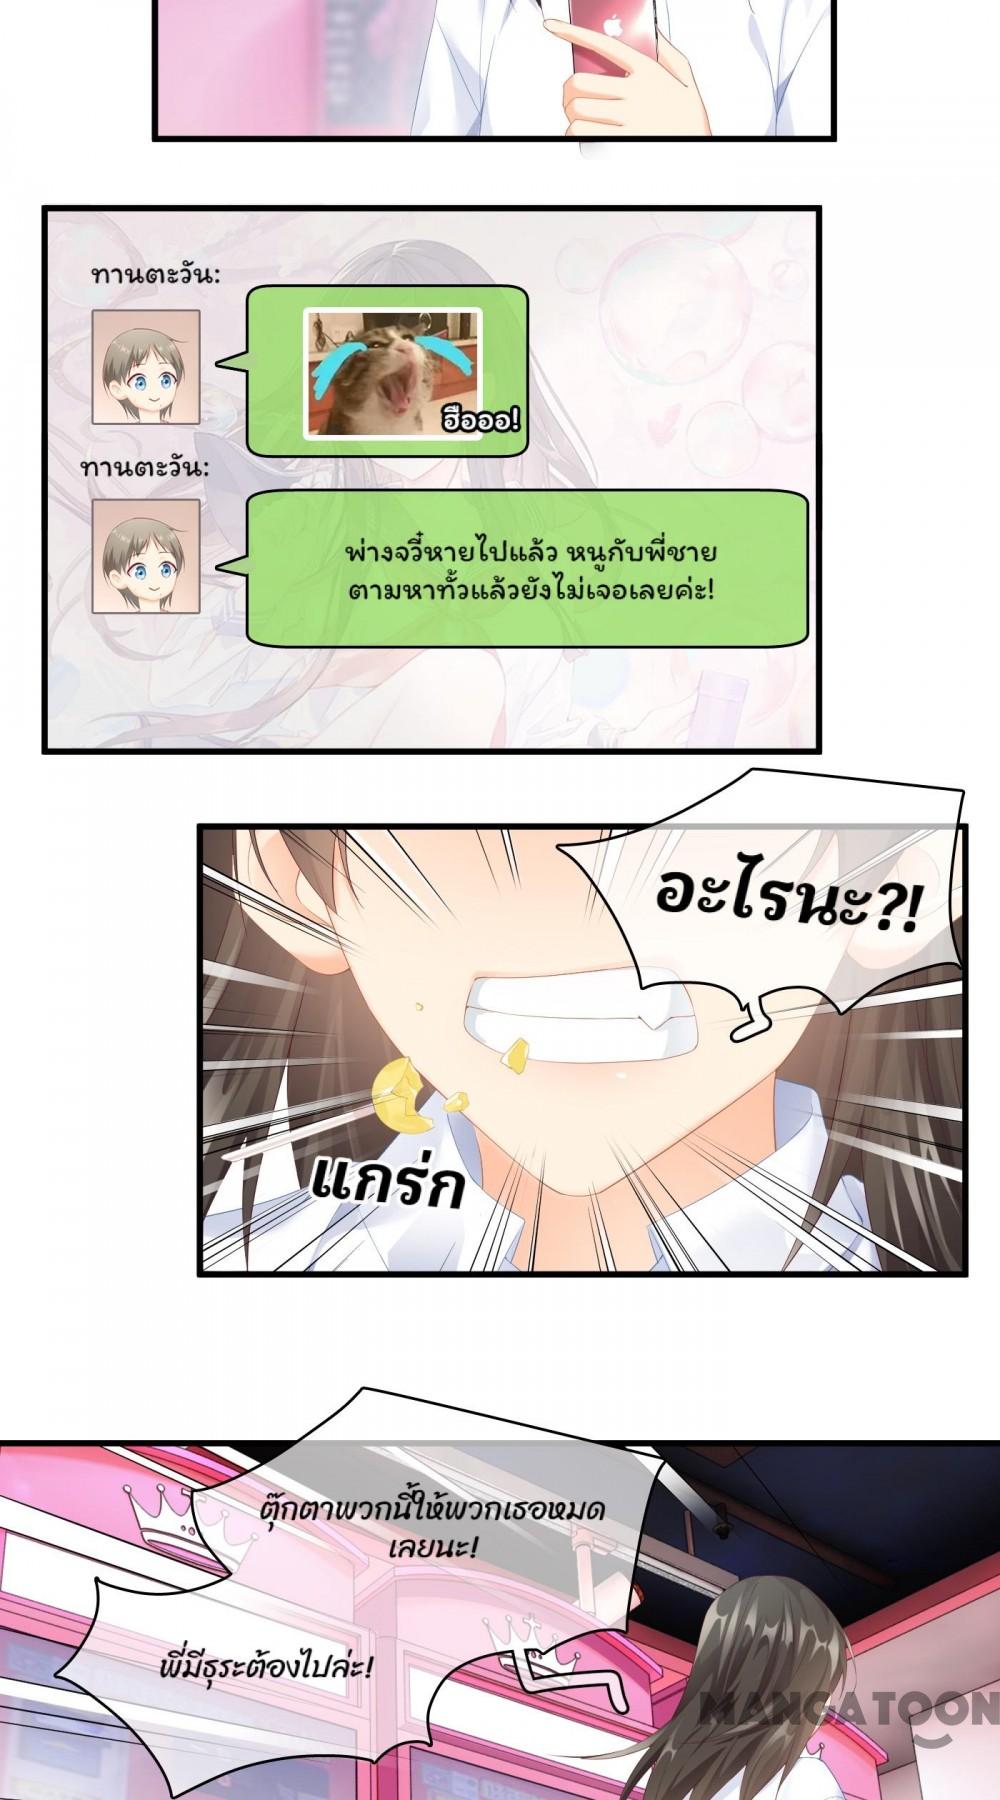 ทานตะวัน:
ฮือออ!
ทานตะวัน:
พ่างจวี๋หายไปแล้ว หนูกับพี่ชาย
ตามหาทั่วแล้วยังไม่เจอเลยค่ะ!
อะไรนะ?!
แกร่ก
ตุ๊กตาพวกนี้ให้พวกเธอหมด
เลยนะ!
พี่มีธุระต้องไปล่ะ!
MANGATOON